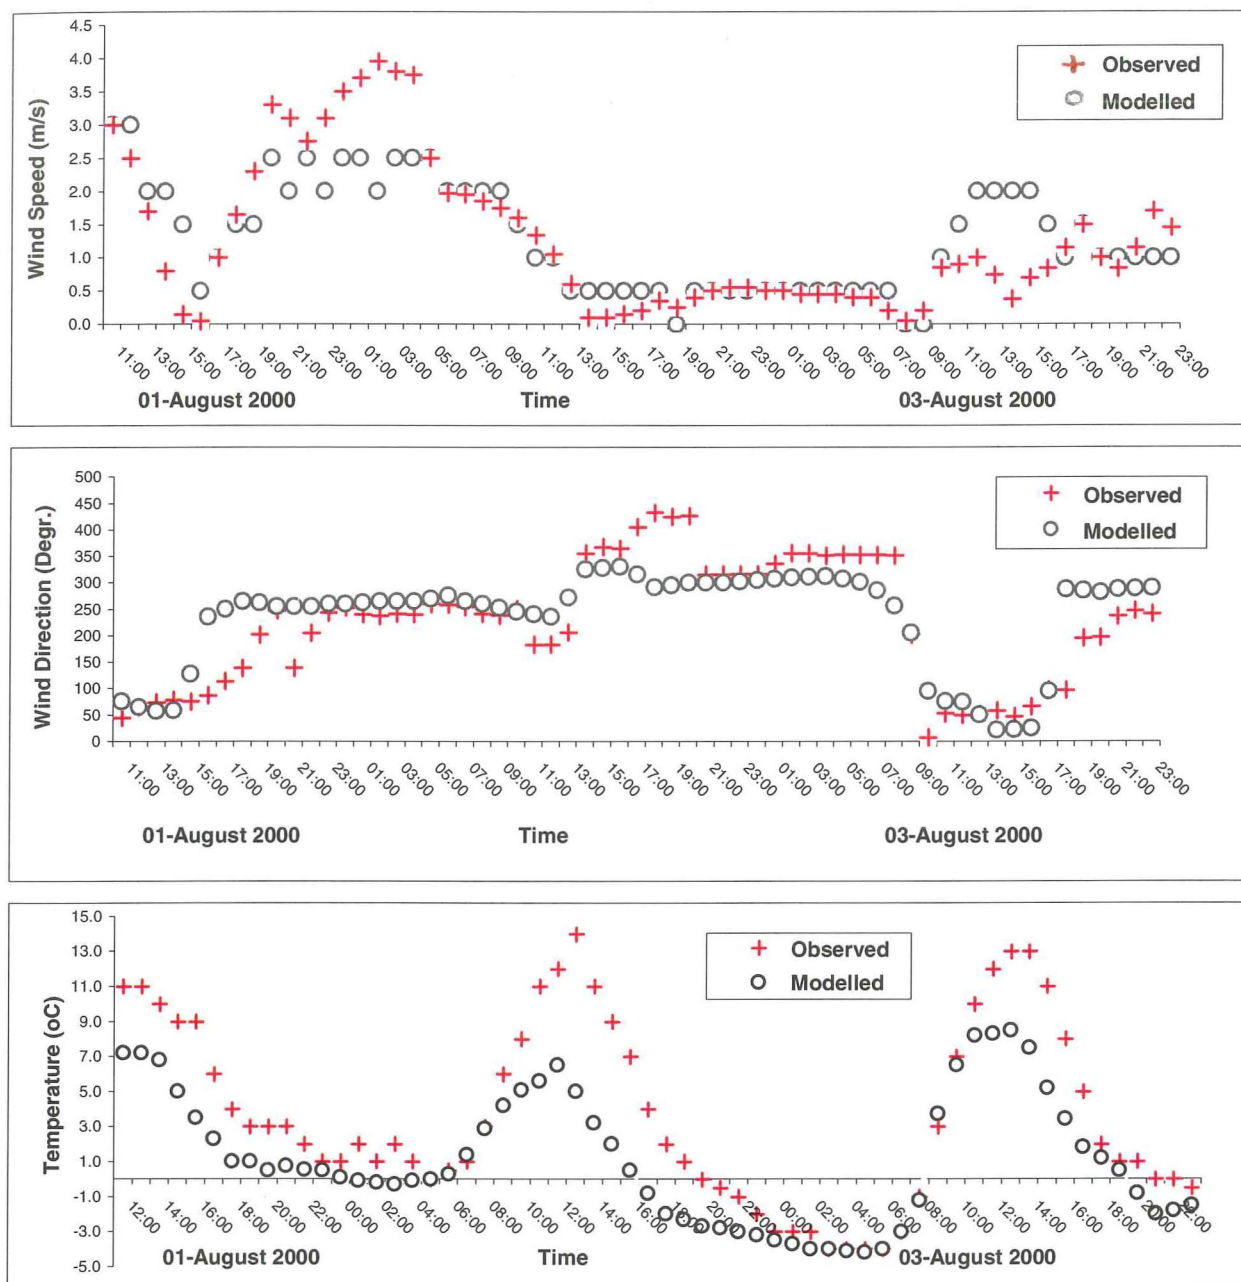 4.5
4.0
3.5
3.0
2.5
2.0
1.5
1.0
0.5
0.0
Wind Speed (m/s)
Observed
Modelled
11:00 13:00 15:00 17:00 19:00 21:00 23:00 01:00 03:00 05:00 07:00 09:00 11:00 13:00 15:00 17:00 19:00 21:00 23:00 01:00 03:00 05:00 07:00 09:00 11:00 13:00 15:00 17:00 19:00 21:00 23:00
01-August 2000 Time 03-August 2000
500
450
400
350
300
250
200
150
100
50
0
Wind Direction (Degr.)
Observed
Modelled
11:00 13:00 15:00 17:00 19:00 21:00 23:00 01:00 03:00 05:00 07:00 09:00 11:00 13:00 15:00 17:00 19:00 21:00 23:00 01:00 03:00 05:00 07:00 09:00 11:00 13:00 15:00 17:00 19:00 21:00 23:00
01-August 2000 Time 03-August 2000
15.0
13.0
11.0
9.0
7.0
5.0
3.0
1.0
-1.0
-3.0
-5.0
Temperature (oC)
Observed
Modelled
12:00 14:00 16:00 18:00 20:00 22:00 00:00 02:00 04:00 06:00 08:00 10:00 12:00 14:00 16:00 18:00 20:00 22:00 00:00 02:00 04:00 06:00 08:00 10:00 12:00 14:00 16:00 18:00 20:00 22:00
01-August 2000 Time 03-August 2000